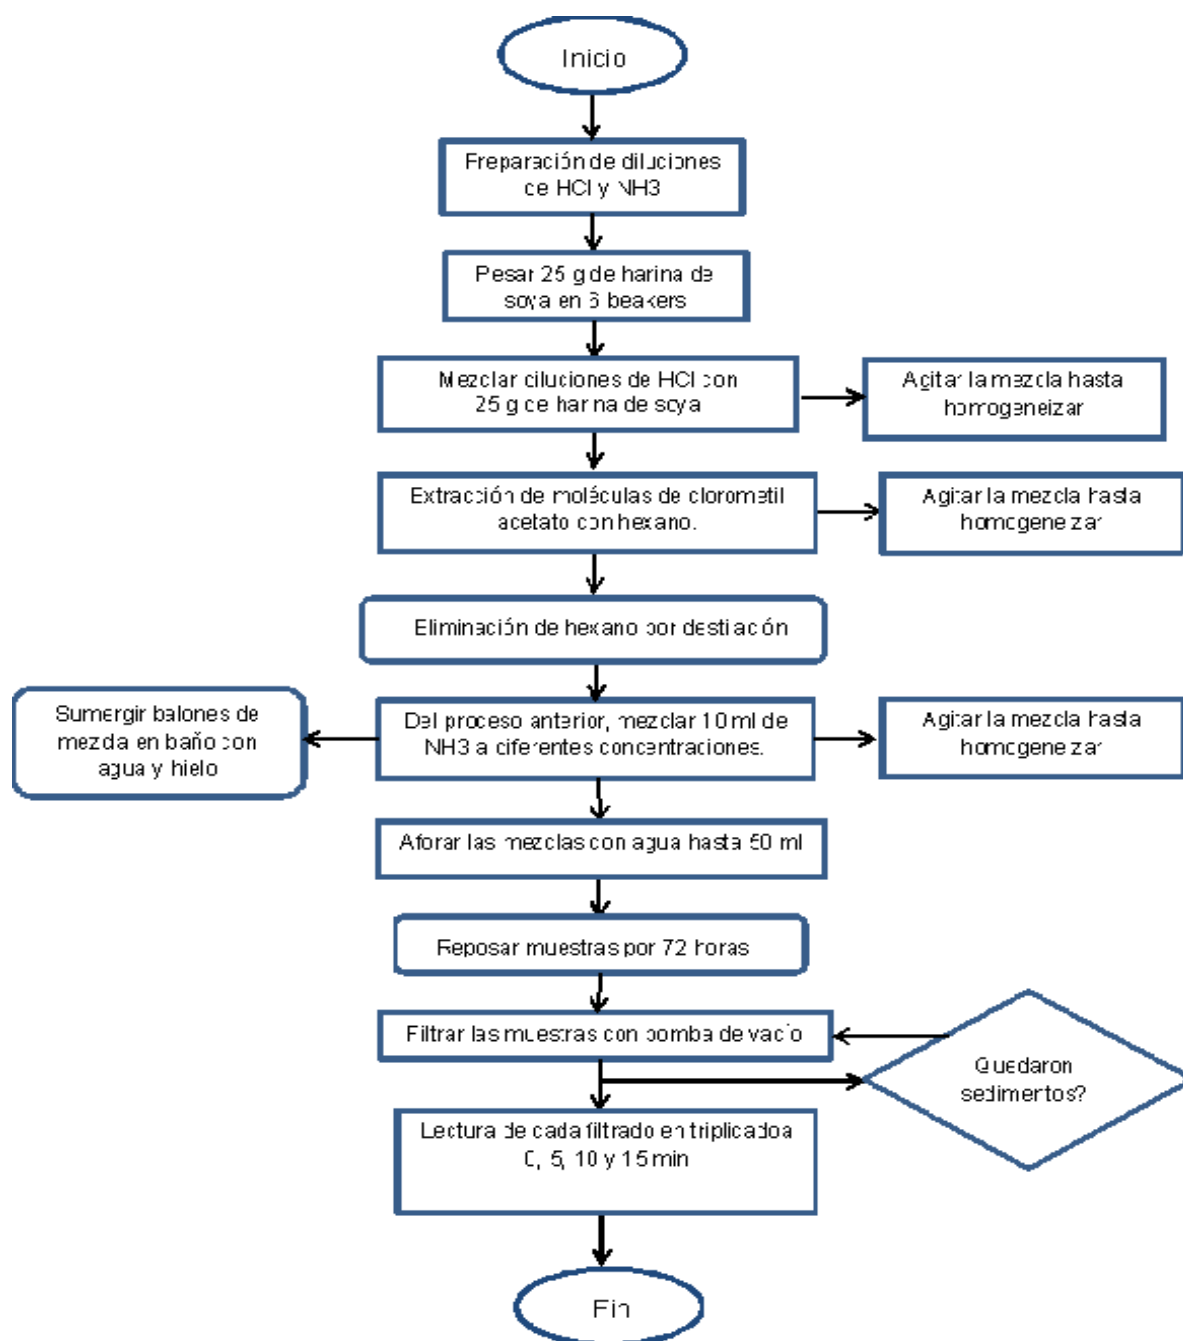 Inicio
Freparación de diluciones
de HCl y NH3
Pesar 25 g de harina de
soya en 6 beakers
Mezclar ciluciones de HCl con
25 g de harina de soya
Agitar la mezcla hasta
homogeneizar
Extracción de moléculas de clorometil
acetato con hexano.
Agitar la mezcla hasta
homogeneizar
Eliminación de hexano por destilación
Sumergir balones de
mezcla en baño con
agua y hielo
Del proceso anterior, mezclar 10 ml de
NH3 a ciferentes concentraciones.
Agitar la mezcla hasta
homogeneizar
Aforar las mezclas con agua hasta 50 ml
Reposar muestras por 72 horas
Filtrar las muestras con bomba de vacío
Quedaron
sedimentos?
Lectura de cada filtrado en triplicado a
0, 5, 10 y 15 min
Fin